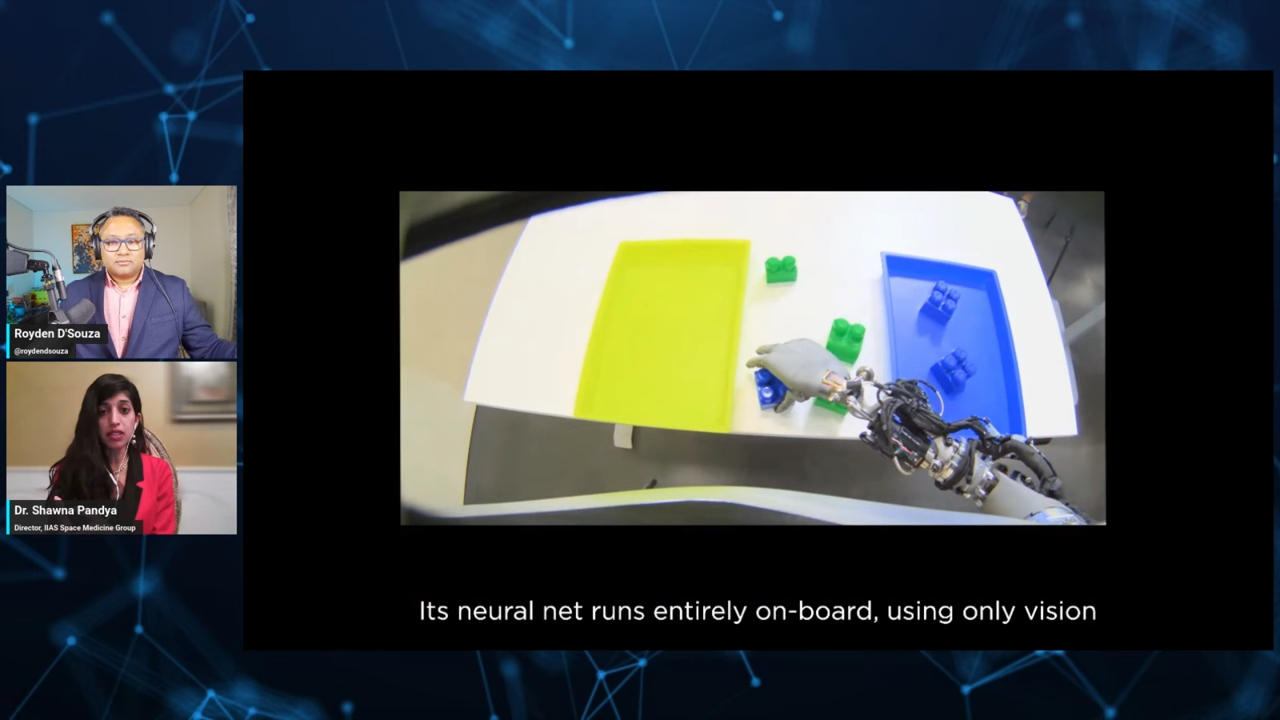 Royden D'Souza
@roydendsouza
Dr. Shawna Pandya
Director, IIAS Space Medicine Group
Its neural net runs entirely on-board, using only vision